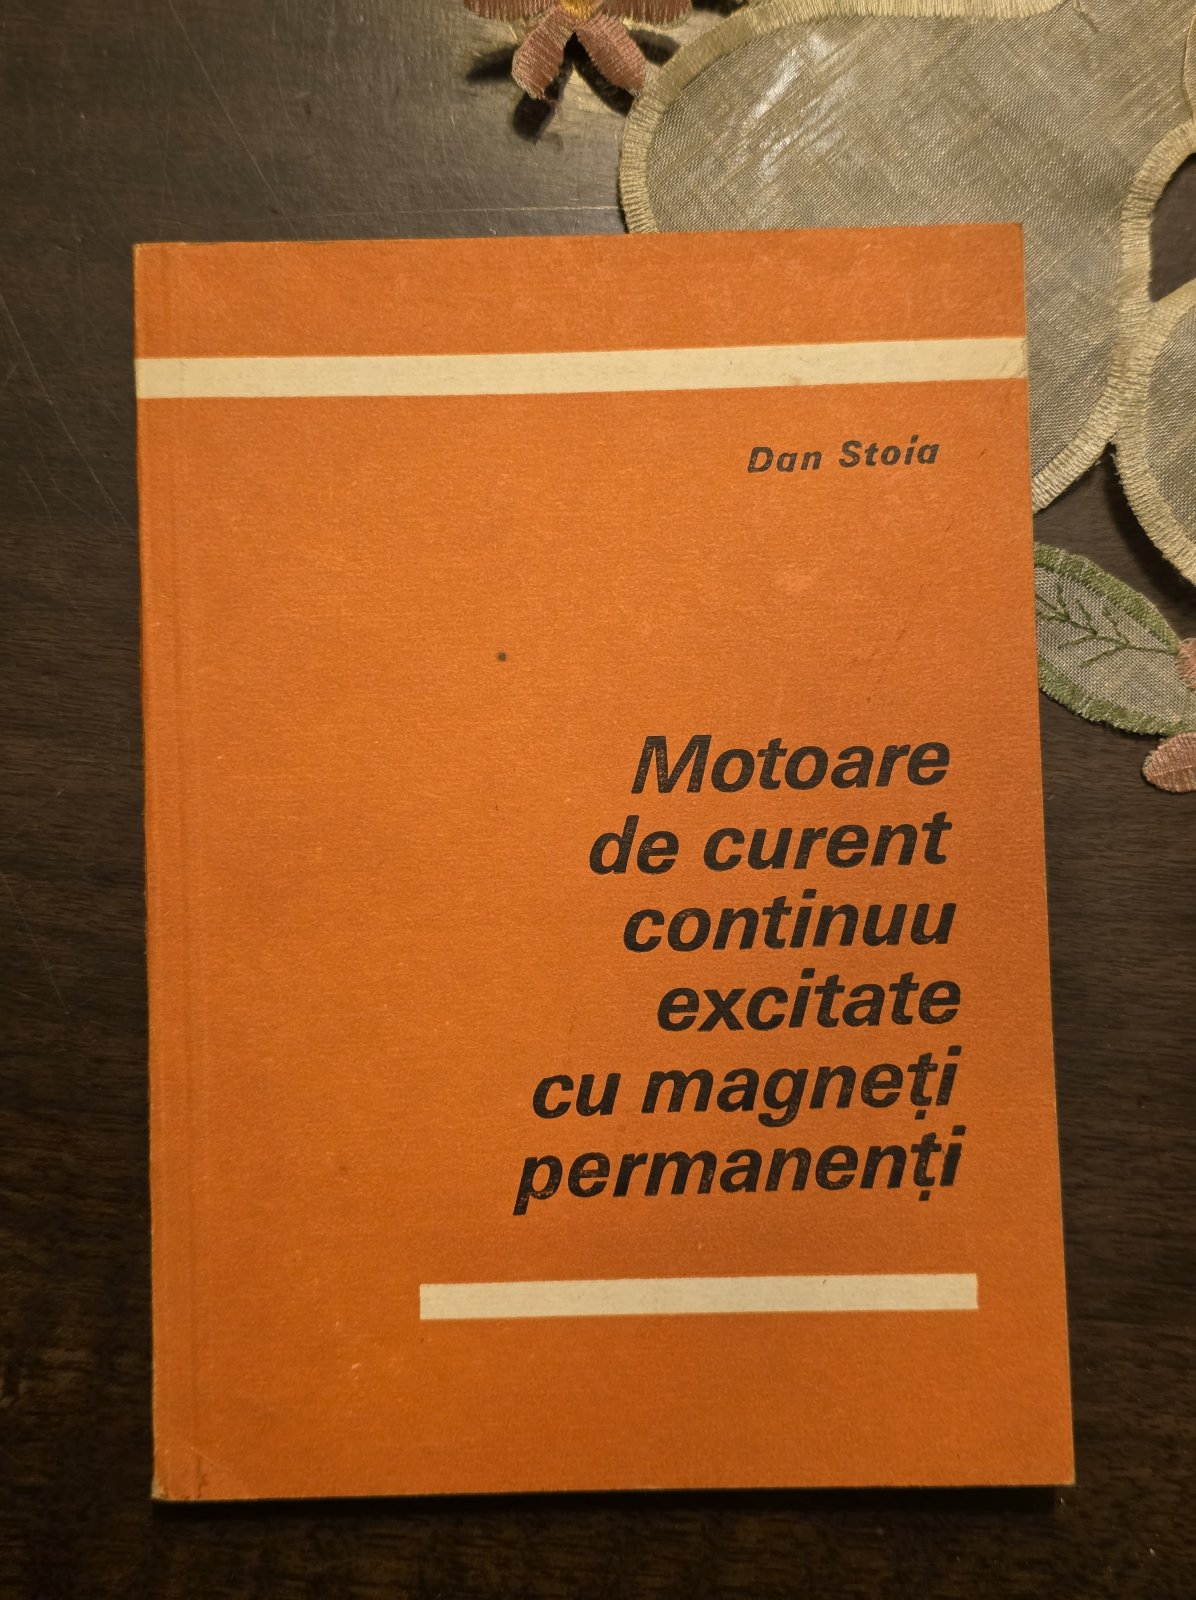 Dan Stoia
Motoare
de curent
continuu
excitate
cu magneți
permanenți